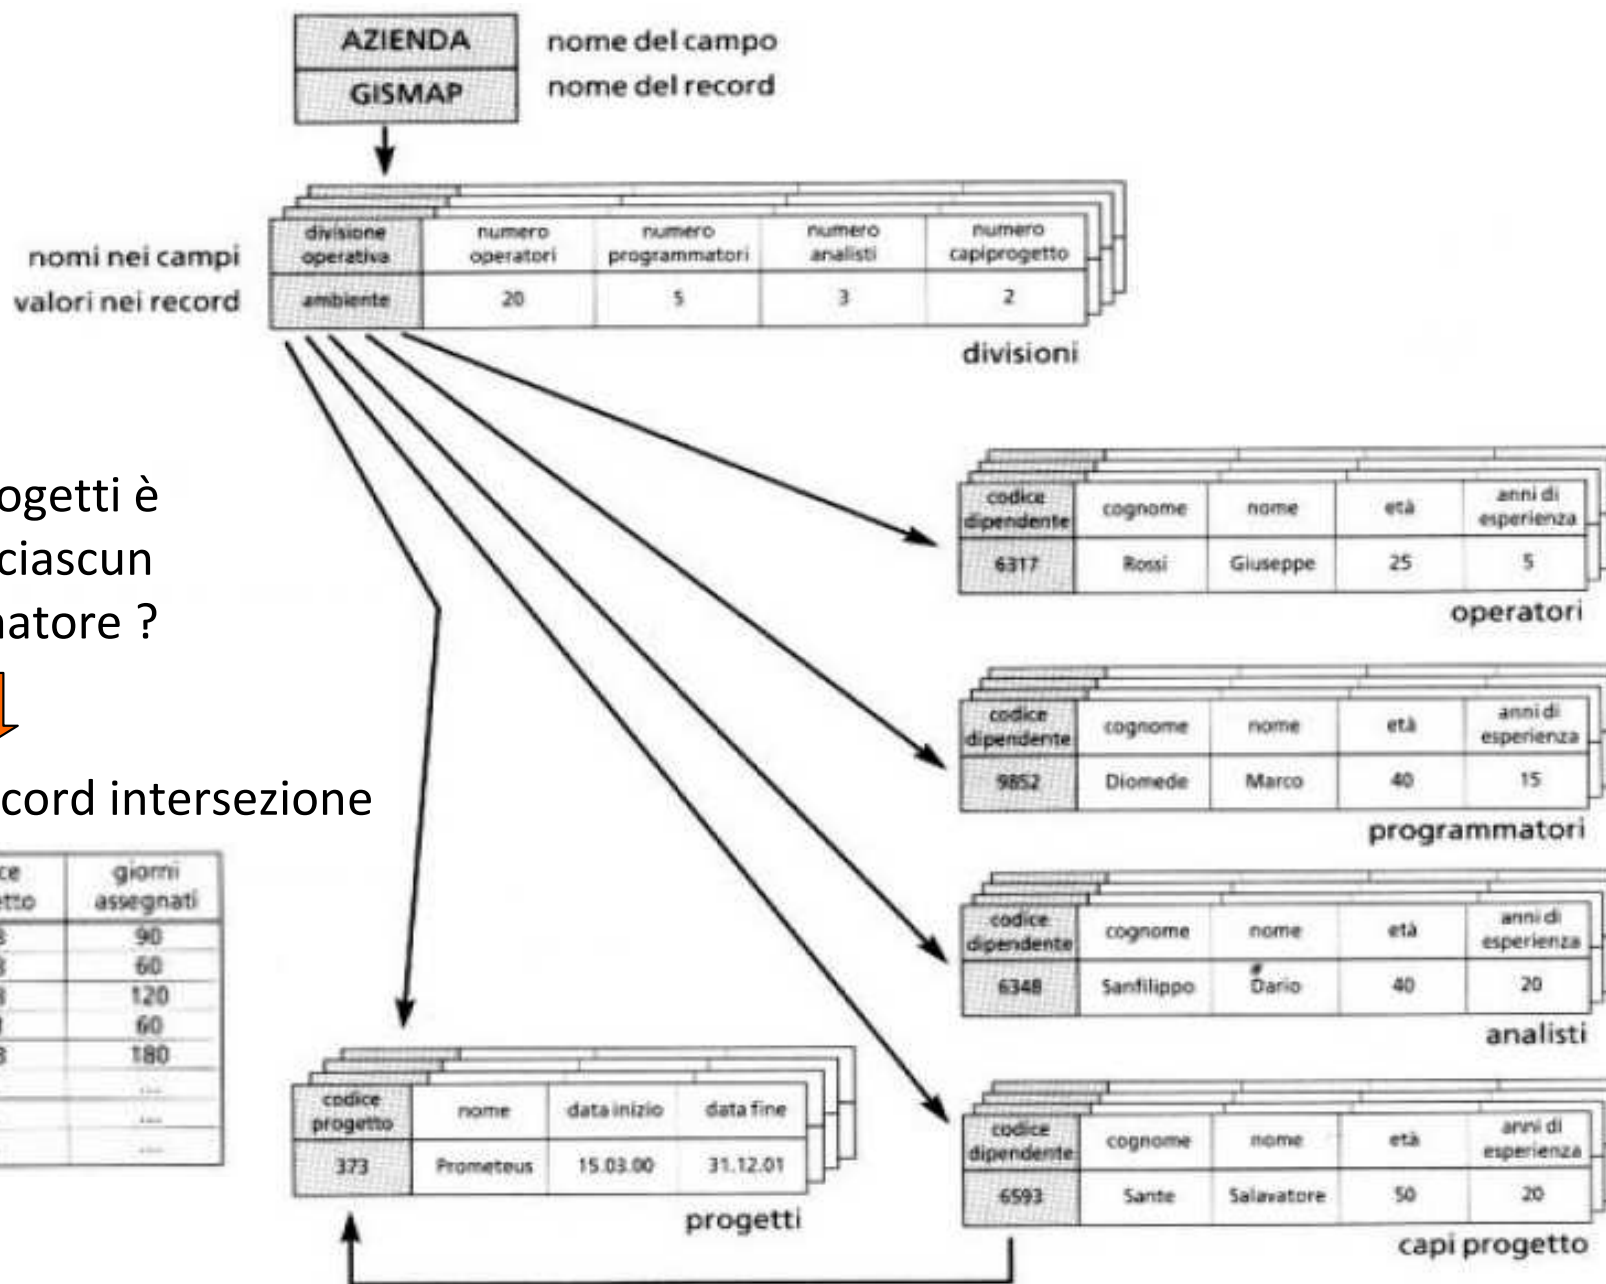 AZIENDA nome del campo
GISMAP nome del record
nomi nei campi
valori nei record
divisione operativa numero operatori numero programmatori numero analisti numero capiprogetto
ambiente 20 5 3 2
divisioni
ogetti è
ciascun
natore ?
cord intersezione
ce etto giorni assegnati
90
60
120
60
180
...
...
...
codice dipendente cognome nome età anni di esperienza
6317 Rossi Giuseppe 25 5
operatori
codice dipendente cognome nome età anni di esperienza
9852 Diomede Marco 40 15
programmatori
codice dipendente cognome nome età anni di esperienza
6348 Sanfilippo Dario 40 20
analisti
codice progetto nome data inizio data fine
373 Prometeus 15.03.00 31.12.01
progetti
codice dipendente cognome nome età anni di esperienza
6593 Sante Salavatore 50 20
capi progetto